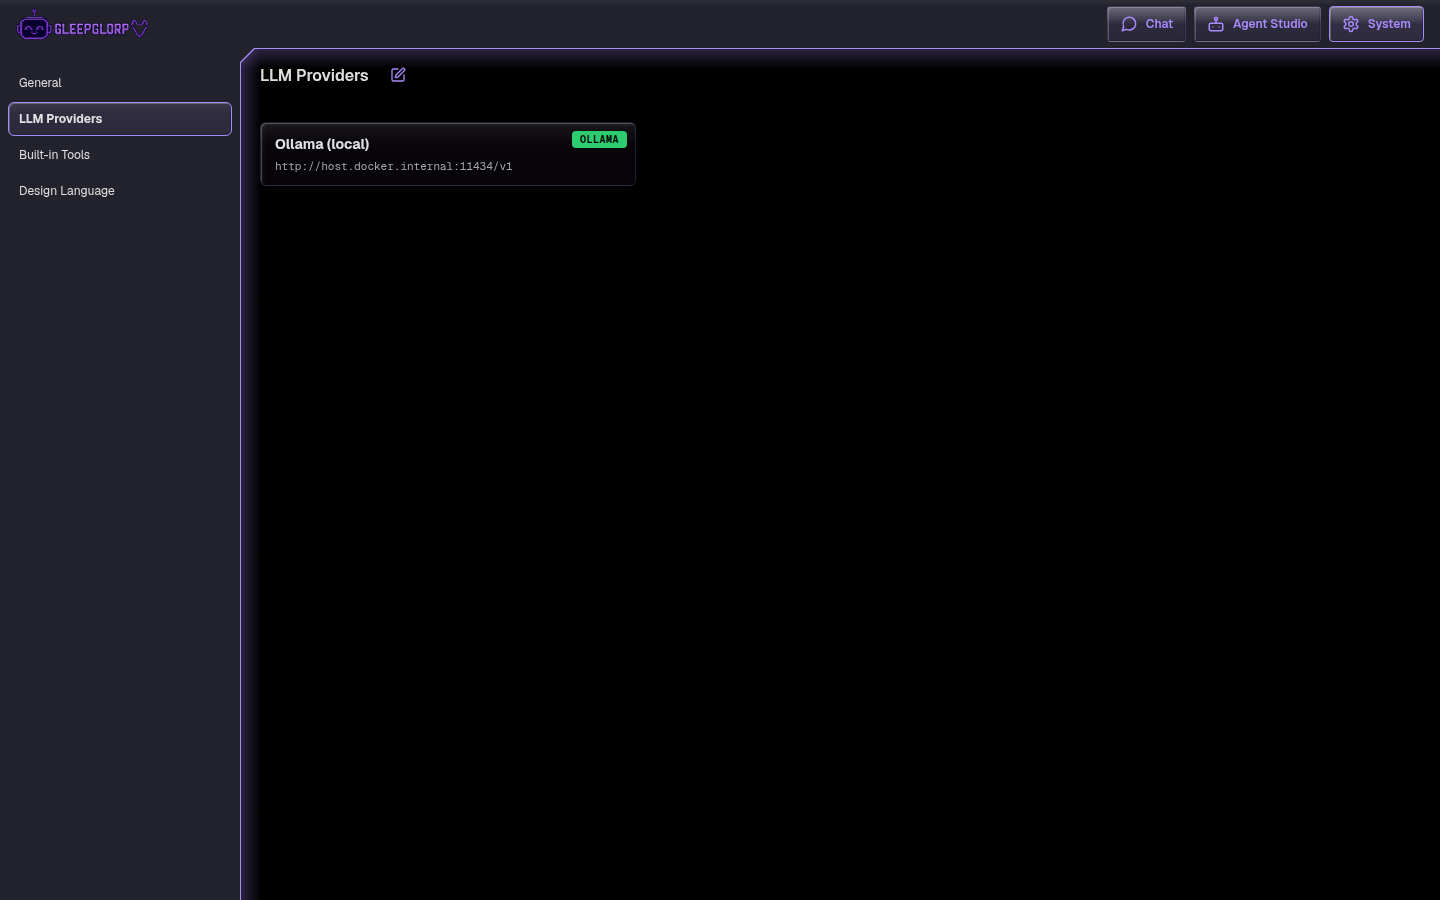 GLEEPGLORP
Chat
Agent Studio
System
General
LLM Providers
Built-in Tools
Design Language
LLM Providers
Ollama (local)
OLLAMA
http://host.docker.internal:11434/v1